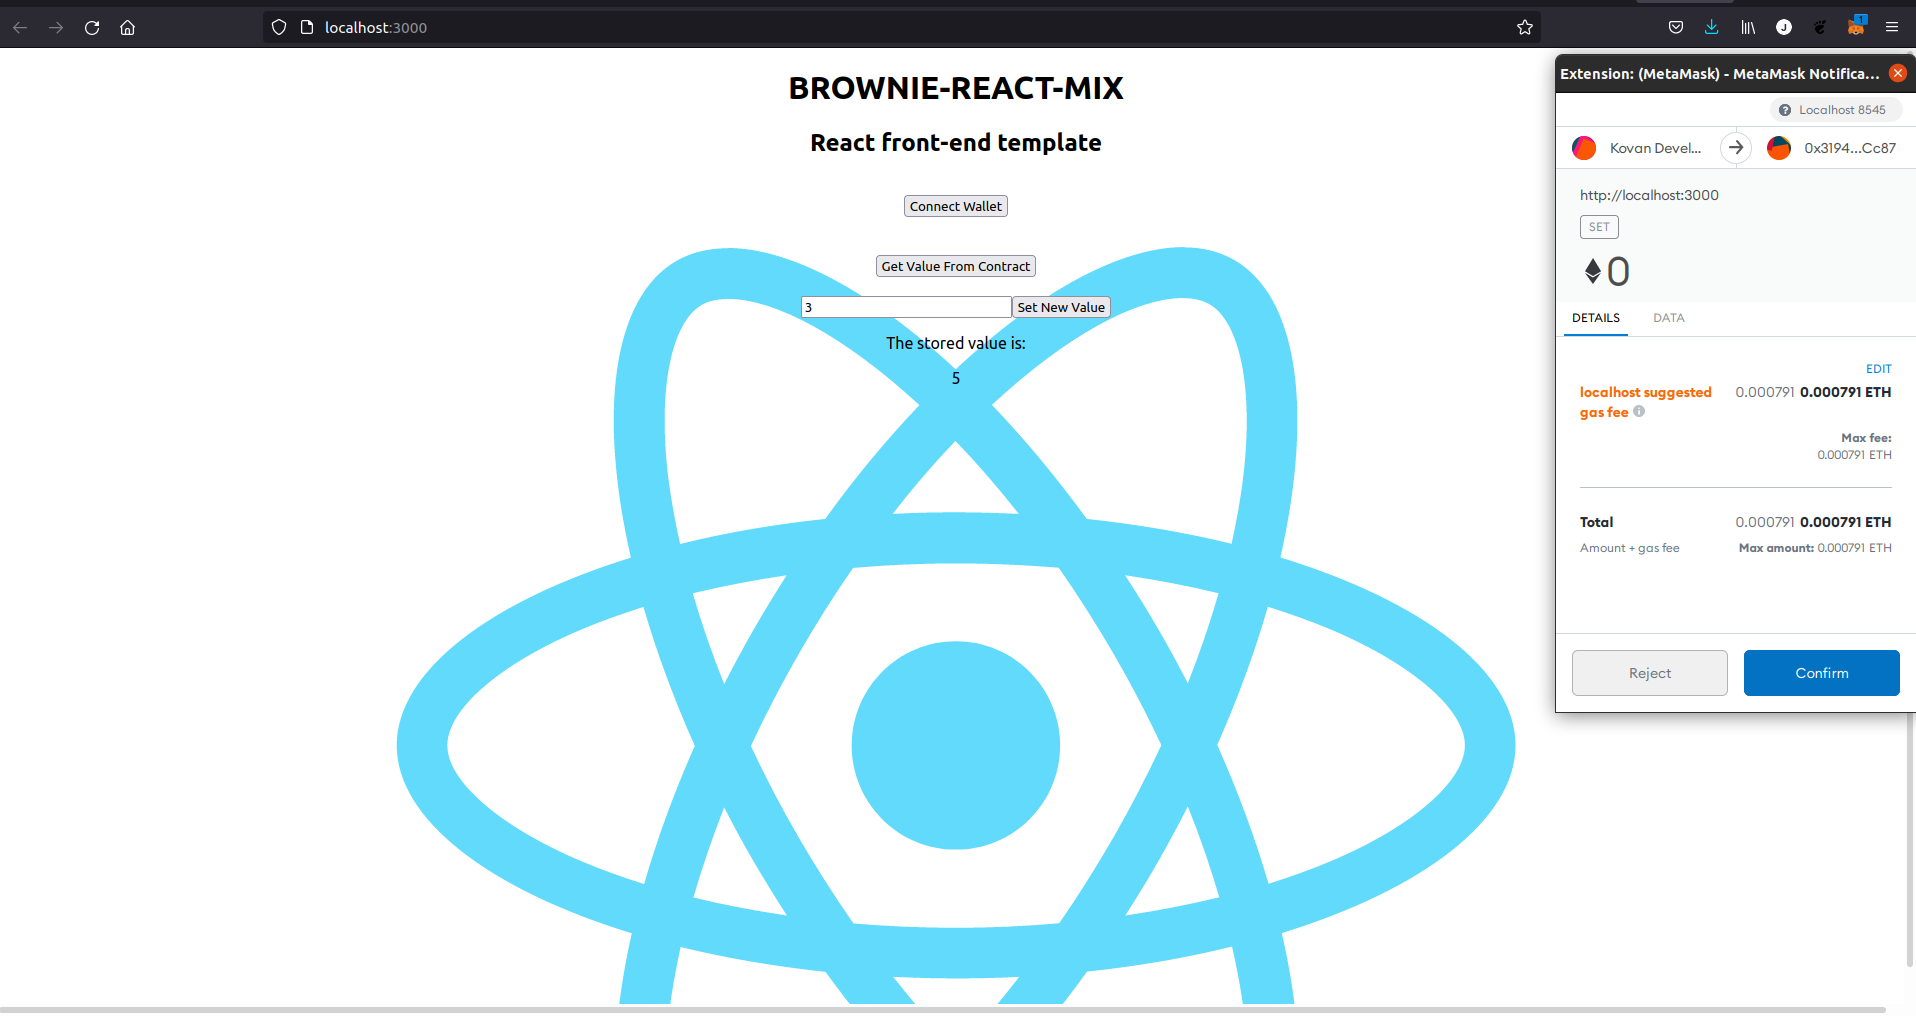 localhost:3000
J
1
BROWNIE-REACT-MIX
React front-end template
Connect Wallet
Get Value From Contract
3 Set New Value
The stored value is:
5
Extension: (MetaMask) - MetaMask Notifica...
? Localhost 8545
Kovan Devel... 0x3194...Cc87
http://localhost:3000
SET
0
DETAILS DATA
EDIT
localhost suggested 0.000791 0.000791 ETH
gas fee i
Max fee:
0.000791 ETH
Total 0.000791 0.000791 ETH
Amount + gas fee Max amount: 0.000791 ETH
Reject Confirm